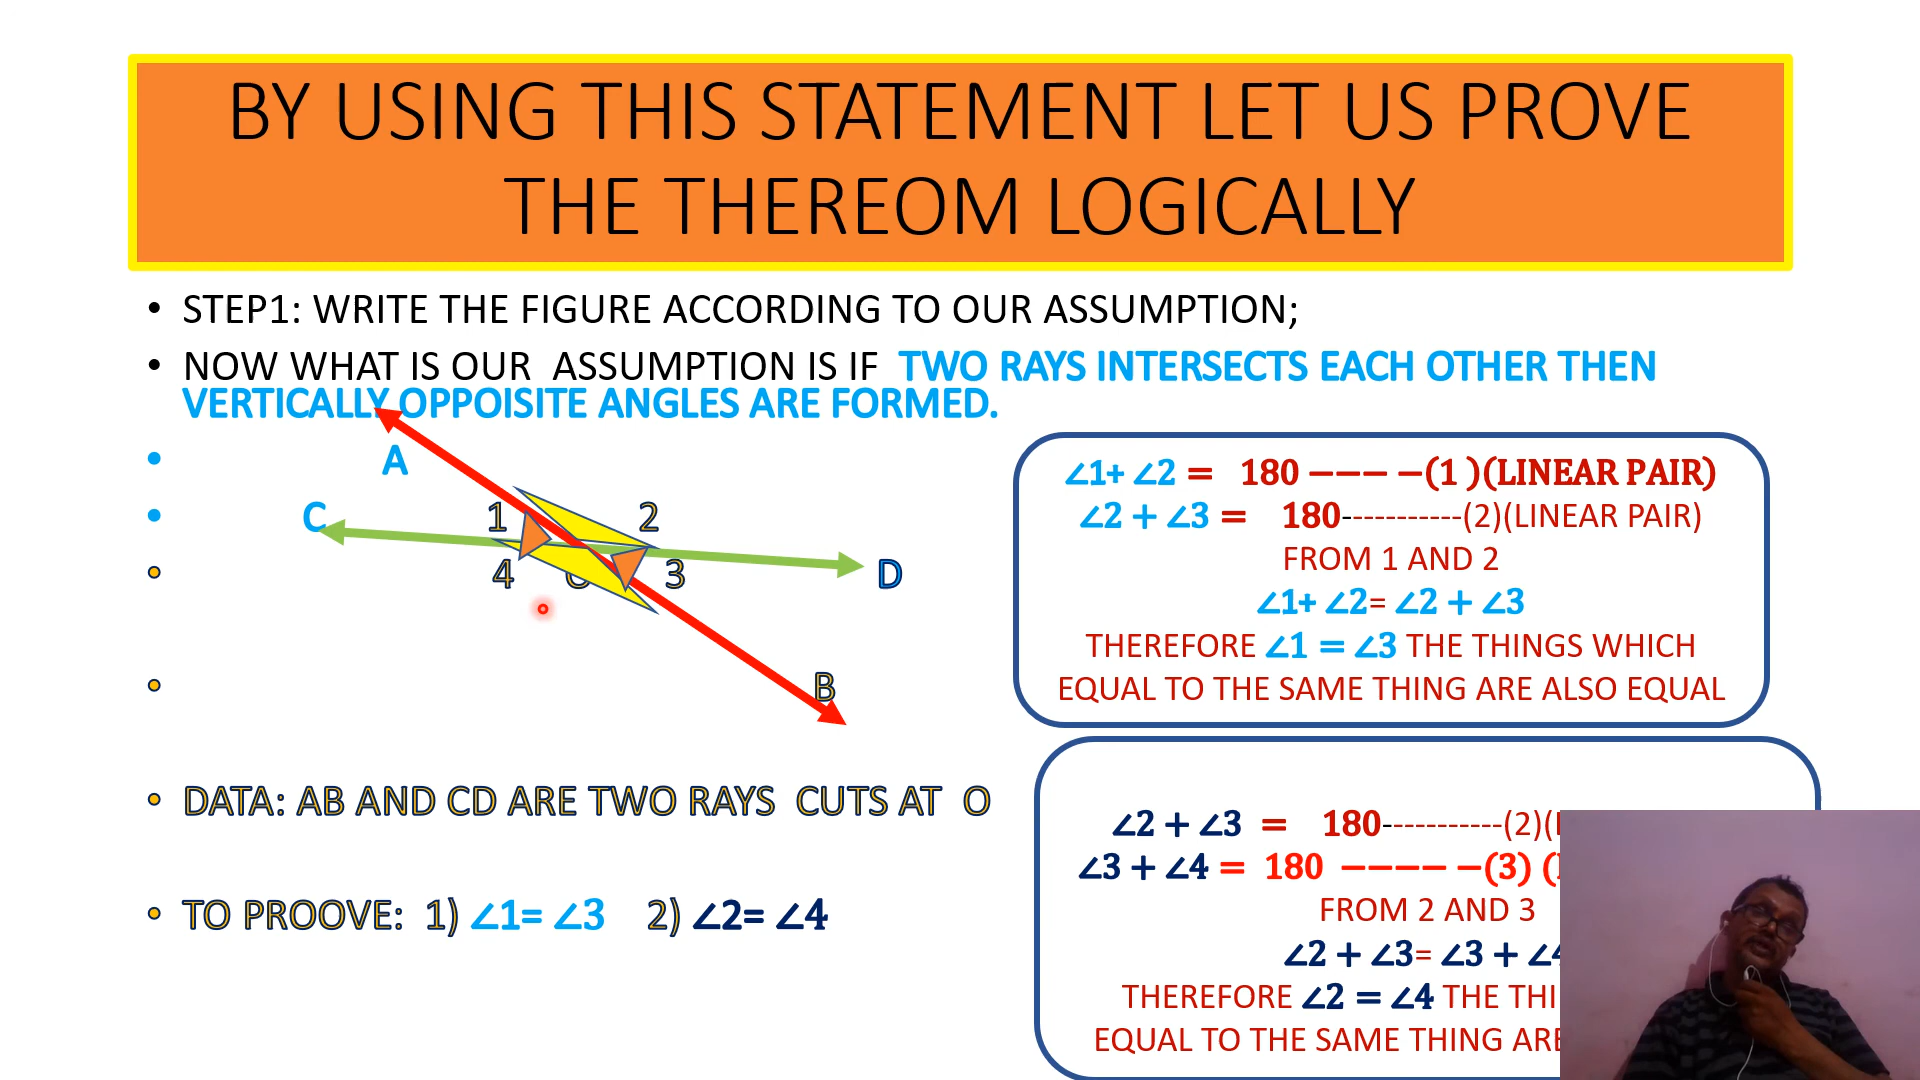 BY USING THIS STATEMENT LET US PROVE
THE THEREOM LOGICALLY
• STEP1: WRITE THE FIGURE ACCORDING TO OUR ASSUMPTION;
• NOW WHAT IS OUR ASSUMPTION IS IF TWO RAYS INTERSECTS EACH OTHER THEN
VERTICALLY OPPOISITE ANGLES ARE FORMED.
A
C 1 2
4 3 D
B
• DATA: AB AND CD ARE TWO RAYS CUTS AT O
• TO PROOVE: 1) ∠1= ∠3 2) ∠2= ∠4
∠1+ ∠2 = 180 −−− −(1 )(LINEAR PAIR)
∠2 + ∠3 = 180-----------(2)(LINEAR PAIR)
FROM 1 AND 2
∠1+ ∠2= ∠2 + ∠3
THEREFORE ∠1 = ∠3 THE THINGS WHICH
EQUAL TO THE SAME THING ARE ALSO EQUAL
∠2 + ∠3 = 180-----------(2)(
∠3 + ∠4 = 180 −−−− −(3) (
FROM 2 AND 3
∠2 + ∠3= ∠3 + ∠4
THEREFORE ∠2 = ∠4 THE
EQUAL TO THE SAME THING ARE